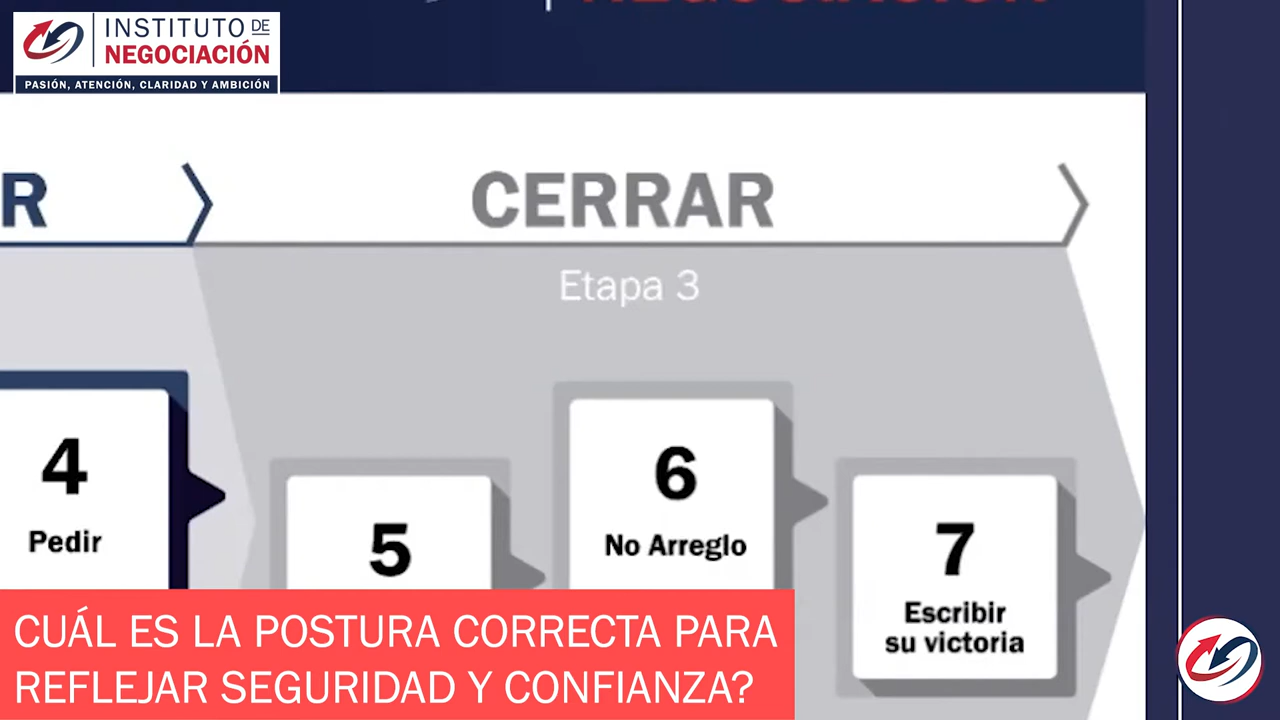 INSTITUTO DE
NEGOCIACIÓN
PASIÓN, ATENCIÓN, CLARIDAD Y AMBICIÓN
NEGOCIACIÓN
R
CERRAR
Etapa 3
4
Pedir
5
6
No Arreglo
7
Escribir
su victoria
CUÁL ES LA POSTURA CORRECTA PARA
REFLEJAR SEGURIDAD Y CONFIANZA?